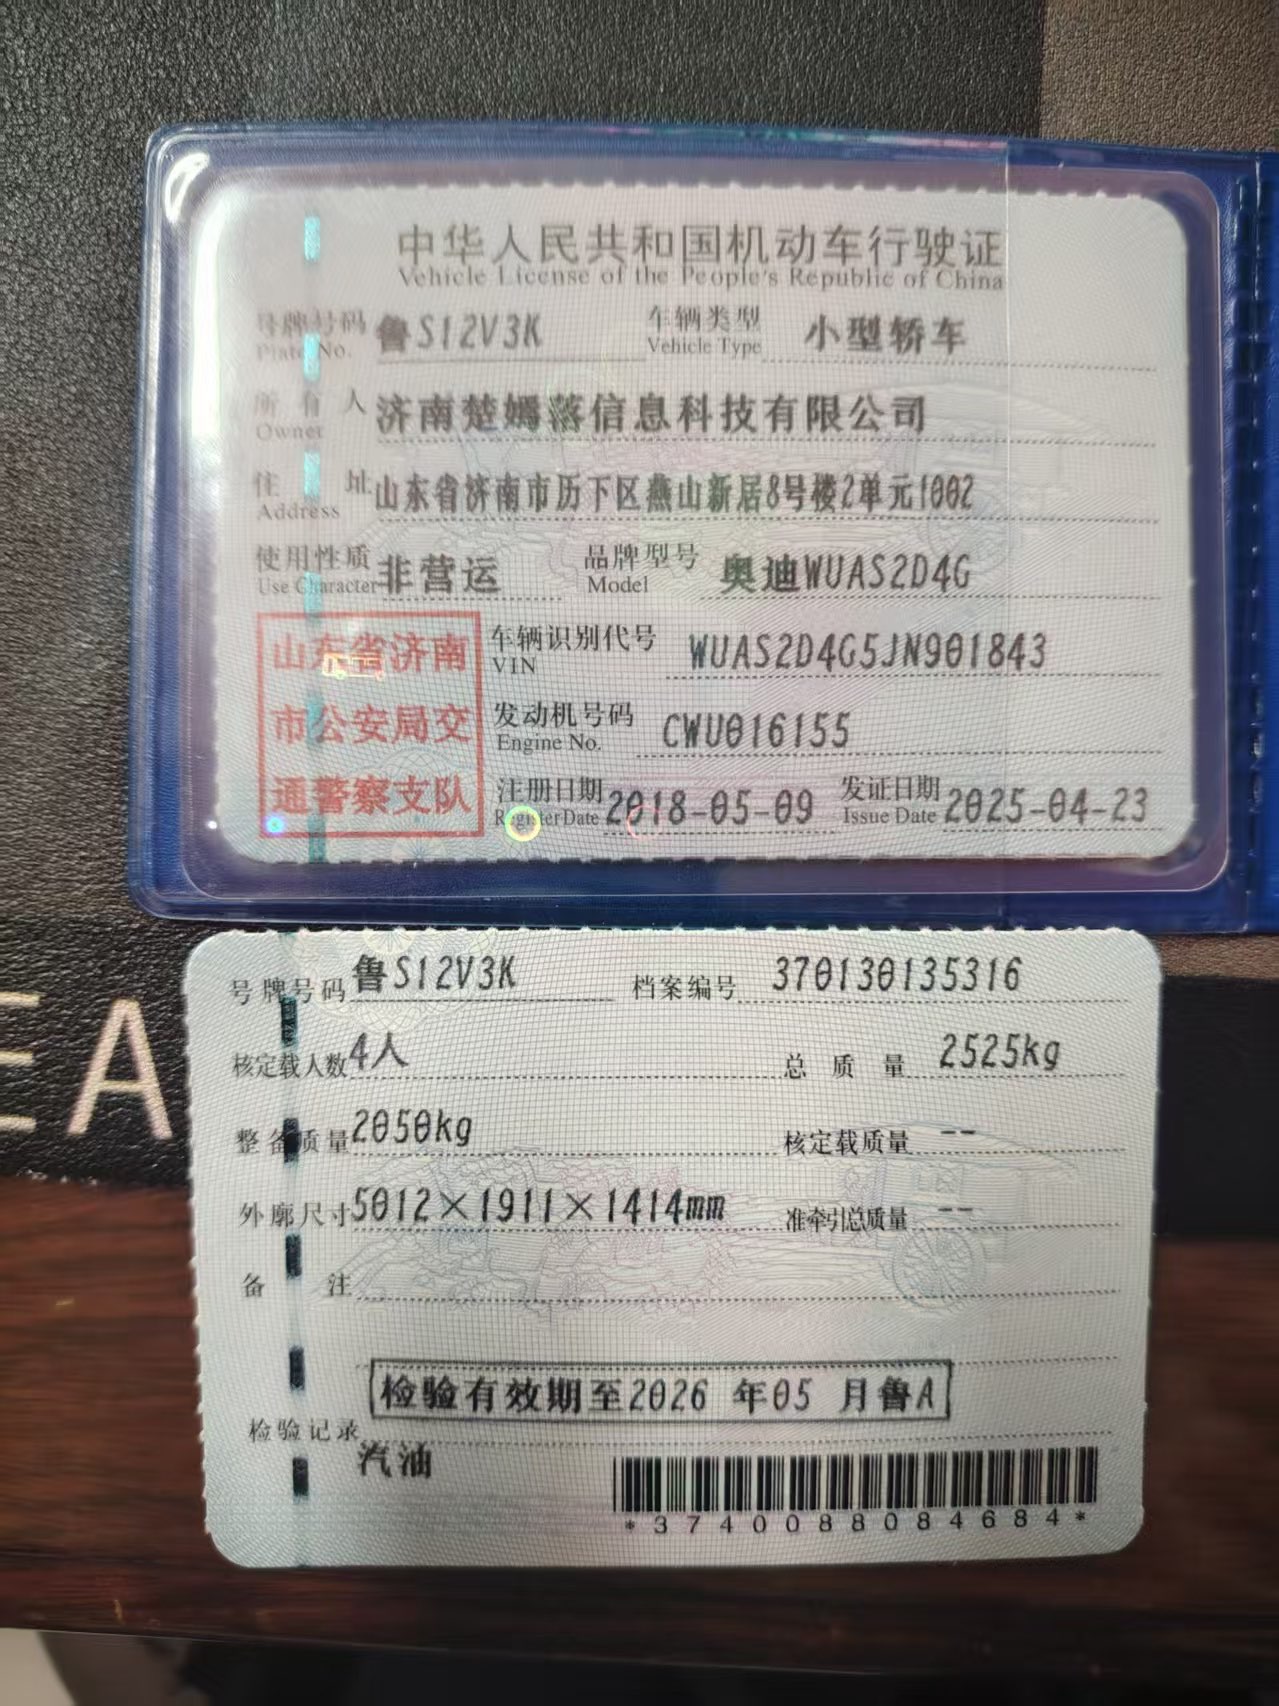 中华人民共和国机动车行驶证
Vehicle License of the People's Republic of China
号牌号码 鲁S12V3K 车辆类型 小型轿车
Plate No. Vehicle Type
所有人 济南楚嫣落信息科技有限公司
Owner
住址 山东省济南市历下区燕山新居8号楼2单元1002
Address
使用性质 非营运 品牌型号 奥迪WUAS2D4G
Use Character Model
山东省济南
市公安局交
通警察支队
车辆识别代号 WUAS2D4G5JN901843
VIN
发动机号码 CWU016155
Engine No.
注册日期 2018-05-09 发证日期 2025-04-23
Register Date Issue Date
号牌号码 鲁S12V3K 档案编号 370130135316
核定载人数 4人 总质量 2525kg
整备质量 2050kg 核定载质量 --
外廓尺寸 5012×1911×1414mm 准牵引总质量 --
备注
检验有效期至2026 年05 月鲁A
检验记录
汽油
*3740088084684*
EA